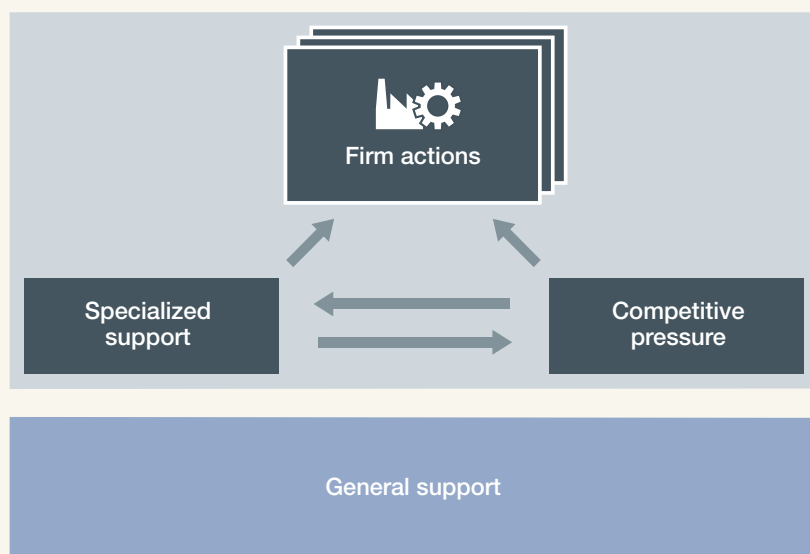 Firm actions
Specialized
support
Competitive
pressure
General support